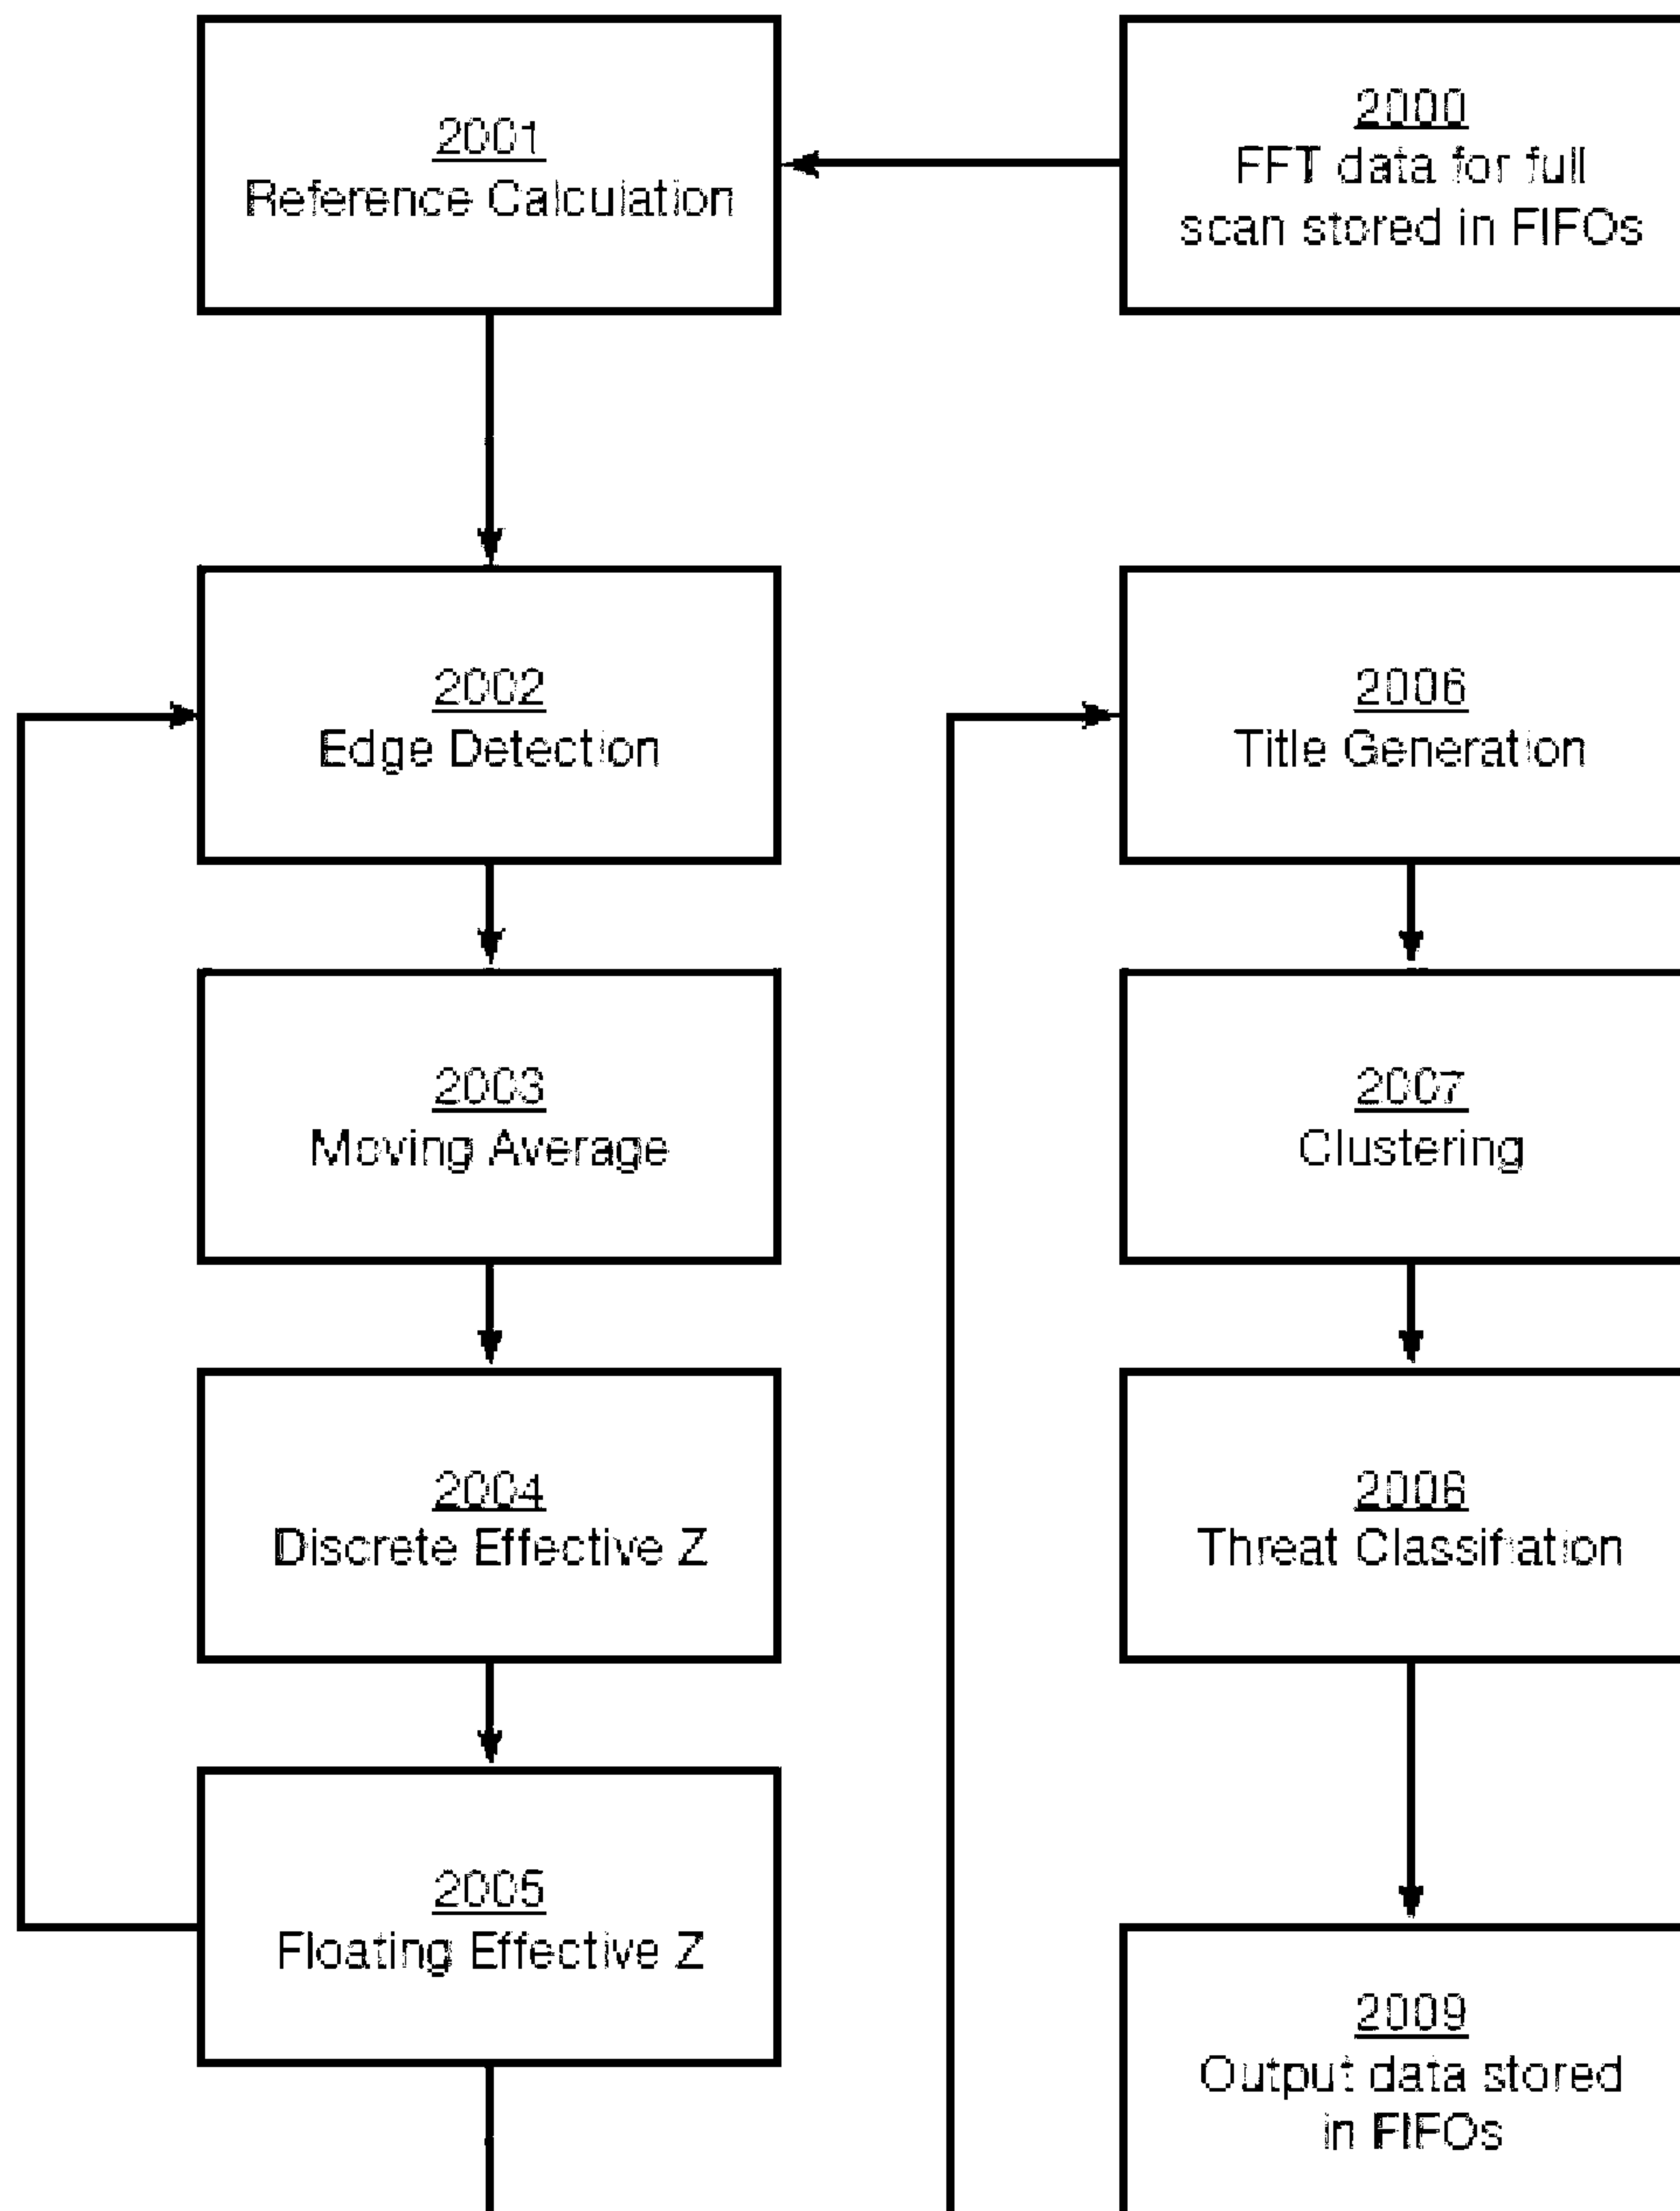 2001
Reference Calculation
2000
FFT data for full
scan stored in FIFOs
2002
Edge Detection
2003
Moving Average
2004
Discrete Effective Z
2005
Floating Effective Z
2006
Title Generation
2007
Clustering
2008
Threat Classifiation
2009
Output data stored
in FIFOs